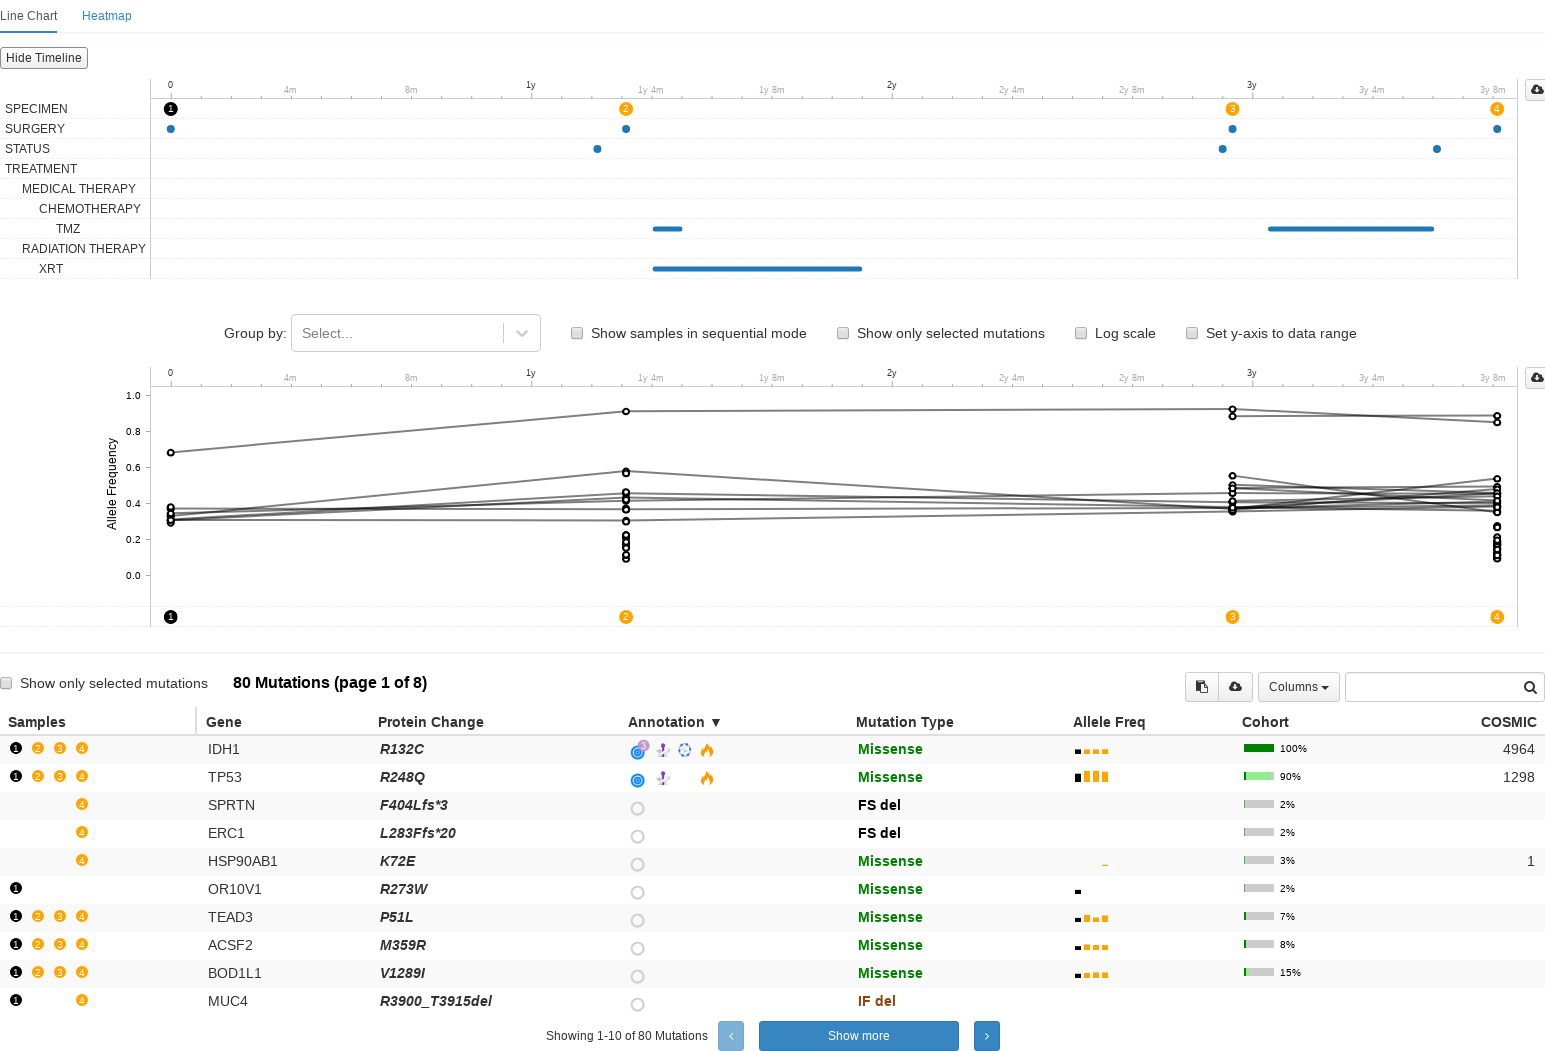 Line Chart Heatmap
Hide Timeline
0 4m 8m 1y 1y 4m 1y 8m 2y 2y 4m 2y 8m 3y 3y 4m 3y 8m
SPECIMEN 1 2 3 4
SURGERY
STATUS
TREATMENT
MEDICAL THERAPY
CHEMOTHERAPY
TMZ
RADIATION THERAPY
XRT
Group by: Select... Show samples in sequential mode Show only selected mutations Log scale Set y-axis to data range
0 4m 8m 1y 1y 4m 1y 8m 2y 2y 4m 2y 8m 3y 3y 4m 3y 8m
1.0
0.8
0.6
Allele Frequency
0.4
0.2
0.0
1 2 3 4
Show only selected mutations 80 Mutations (page 1 of 8) Columns
Samples Gene Protein Change Annotation ▼ Mutation Type Allele Freq Cohort COSMIC
1 2 3 4 IDH1 R132C 3 Missense 100% 4964
1 2 3 4 TP53 R248Q Missense 90% 1298
4 SPRTN F404Lfs*3 FS del 2%
4 ERC1 L283Ffs*20 FS del 2%
4 HSP90AB1 K72E Missense 3% 1
1 OR10V1 R273W Missense 2%
1 2 3 4 TEAD3 P51L Missense 7%
1 2 3 4 ACSF2 M359R Missense 8%
1 2 3 4 BOD1L1 V1289I Missense 15%
1 4 MUC4 R3900_T3915del IF del
Showing 1-10 of 80 Mutations ‹ Show more ›